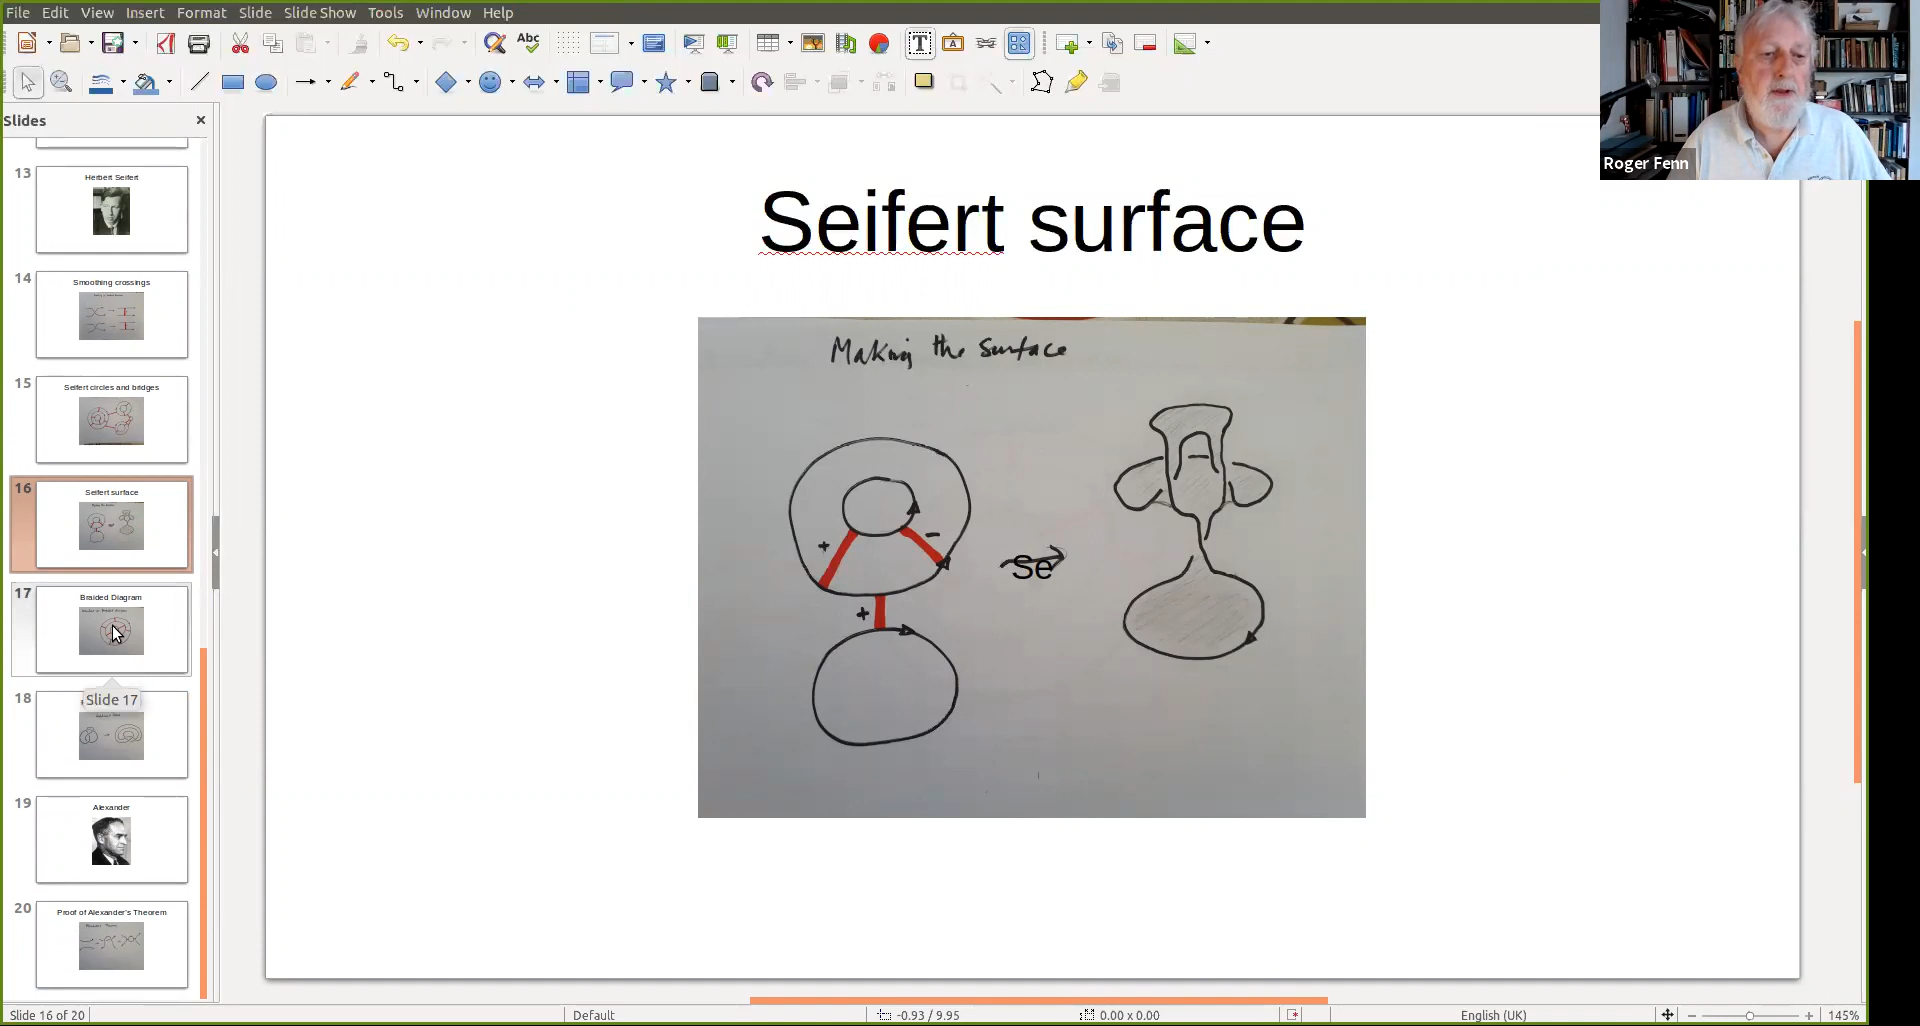 File Edit View Insert Format Slide Slide Show Tools Window Help
Abc
T
A
Roger Fenn
Slides
13
Herbert Seifert
14
Smoothing crossings
15
Seifert circles and bridges
16
Seifert surface
17
Braided Diagram
Slide 17
18
19
Alexander
20
Proof of Alexander's Theorem
Seifert surface
Making the Surface
+ -
Se
+
Slide 16 of 20
Default
-0.93 / 9.95
0.00 x 0.00
English (UK)
145%